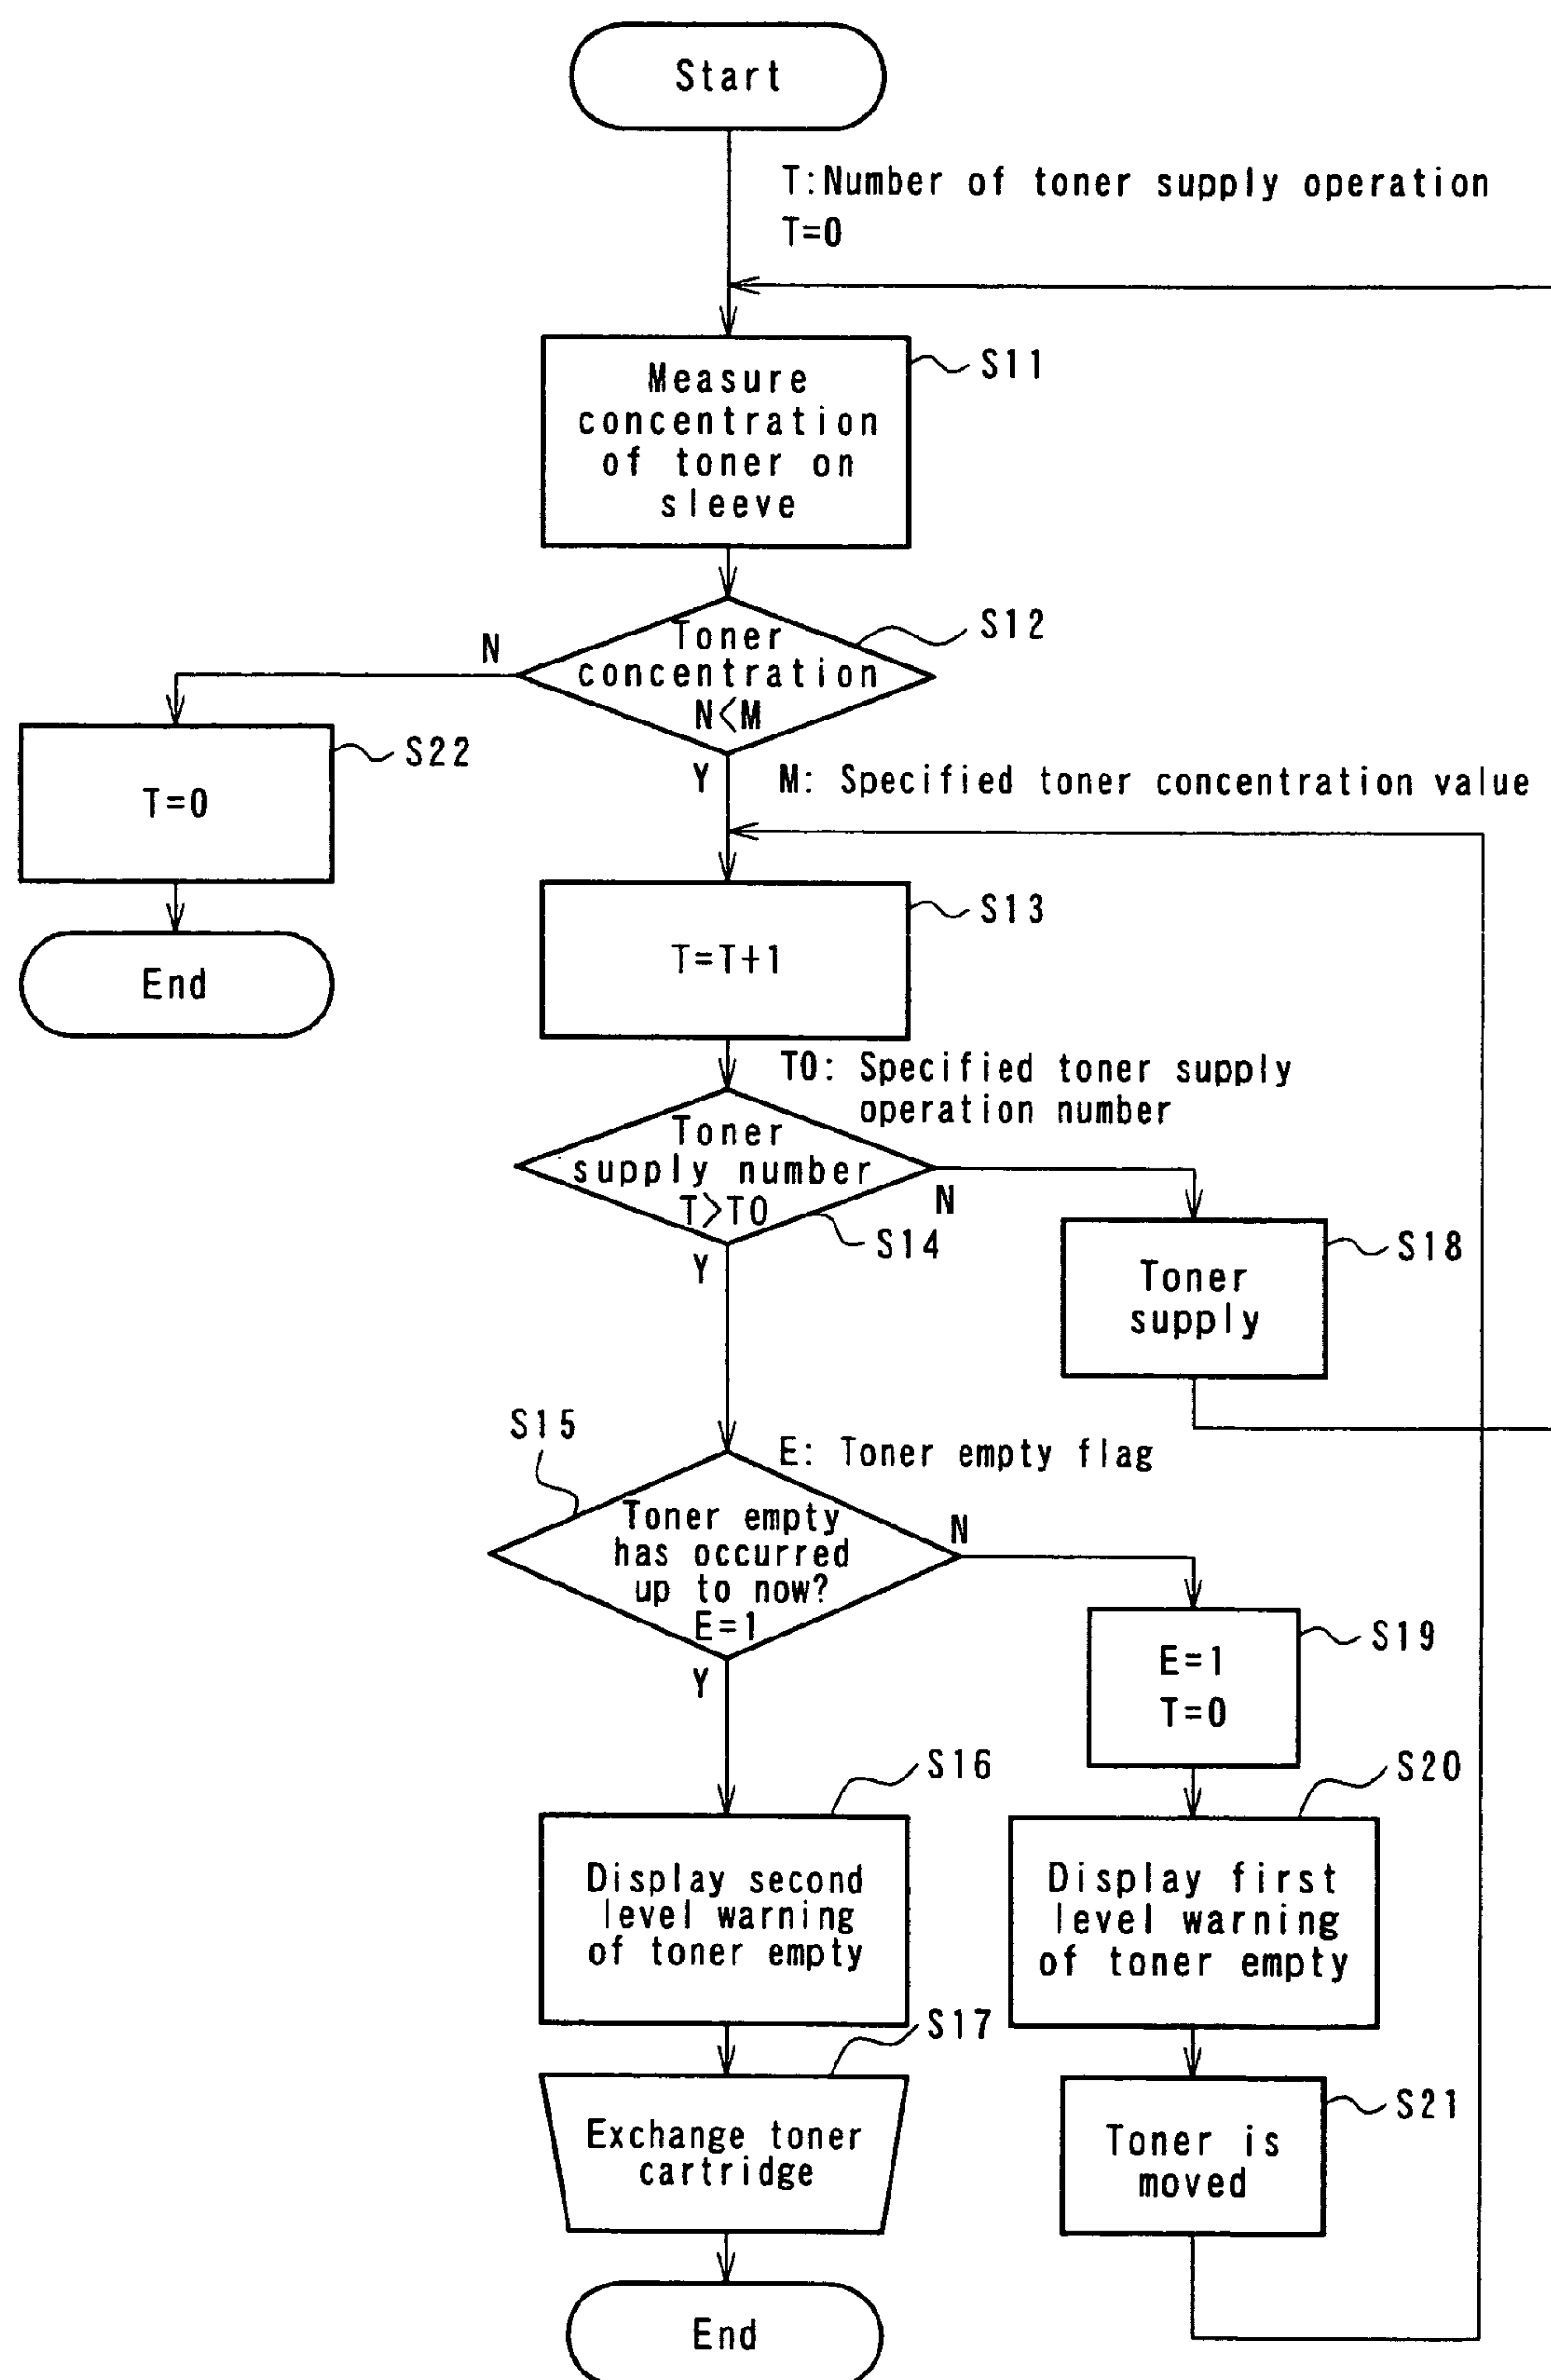 Start
T:Number of toner supply operation
T=0
Measure
concentration
of toner on
sleeve
S11
Toner
concentration
N<M
S12
N
Y
M: Specified toner concentration value
T=0
S22
End
T=T+1
S13
T0: Specified toner supply
operation number
Toner
supply number
T>T0
N
S14
Y
Toner
supply
S18
S15
E: Toner empty flag
Toner empty
has occurred
up to now?
E=1
N
Y
E=1
T=0
S19
S16
S20
Display second
level warning
of toner empty
Display first
level warning
of toner empty
S17
Exchange toner
cartridge
Toner is
moved
S21
End